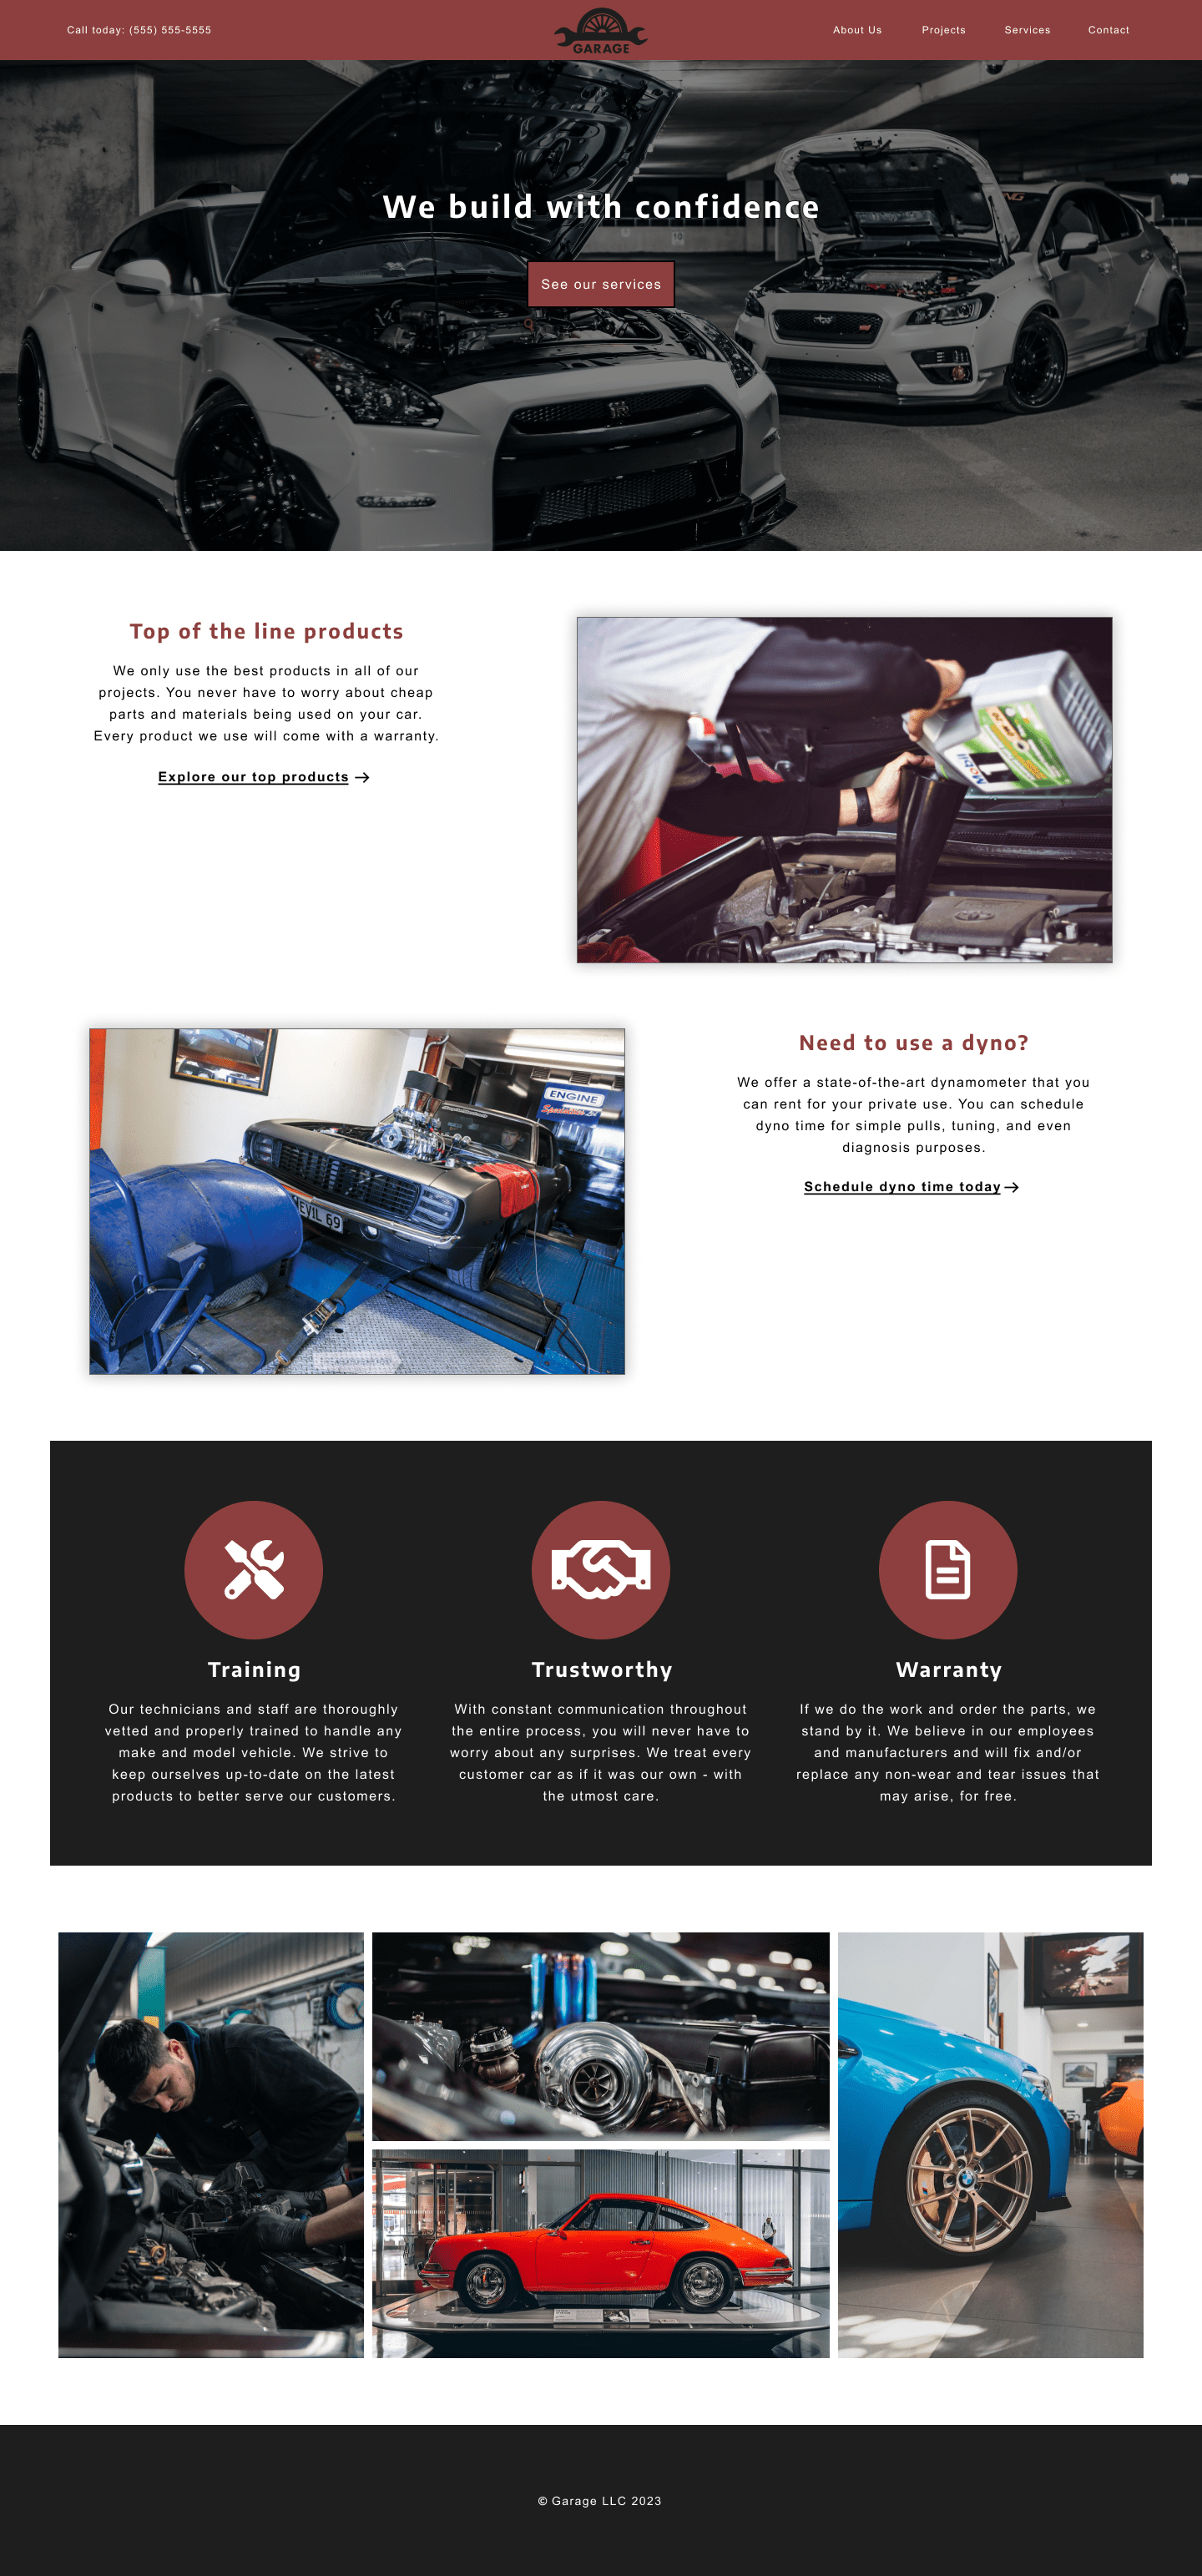 Call today: (555) 555-5555
GARAGE
About Us
Projects
Services
Contact
We build with confidence
See our services
Top of the line products
We only use the best products in all of our
projects. You never have to worry about cheap
parts and materials being used on your car.
Every product we use will come with a warranty.
Explore our top products
Mobil
ENGINE
EVIL 69
Need to use a dyno?
We offer a state-of-the-art dynamometer that you
can rent for your private use. You can schedule
dyno time for simple pulls, tuning, and even
diagnosis purposes.
Schedule dyno time today
Training
Our technicians and staff are thoroughly
vetted and properly trained to handle any
make and model vehicle. We strive to
keep ourselves up-to-date on the latest
products to better serve our customers.
Trustworthy
With constant communication throughout
the entire process, you will never have to
worry about any surprises. We treat every
customer car as if it was our own - with
the utmost care.
Warranty
If we do the work and order the parts, we
stand by it. We believe in our employees
and manufacturers and will fix and/or
replace any non-wear and tear issues that
may arise, for free.
© Garage LLC 2023